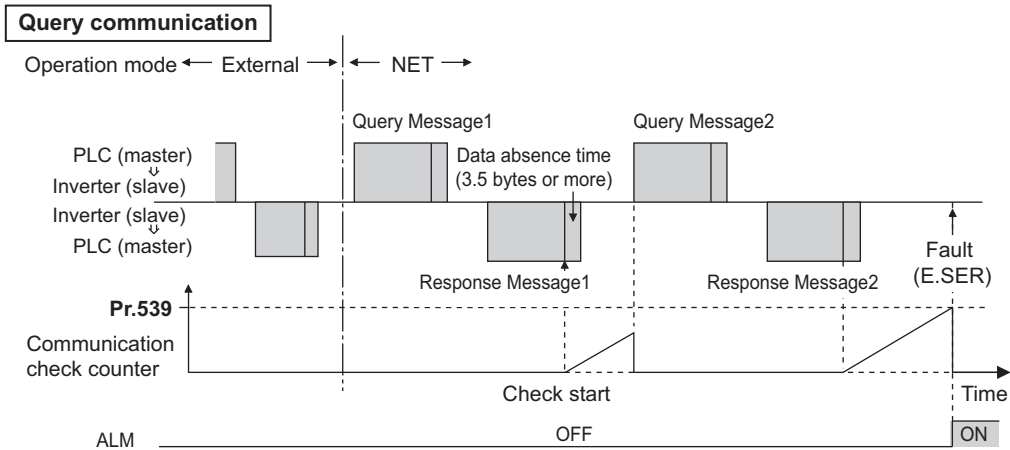 Query communication
Operation mode External NET
Query Message1 Query Message2
PLC (master)
Inverter (slave)
Inverter (slave)
PLC (master)
Data absence time
(3.5 bytes or more)
Fault
(E.SER)
Response Message1 Response Message2
Pr.539
Communication
check counter
Check start
Time
ALM OFF ON